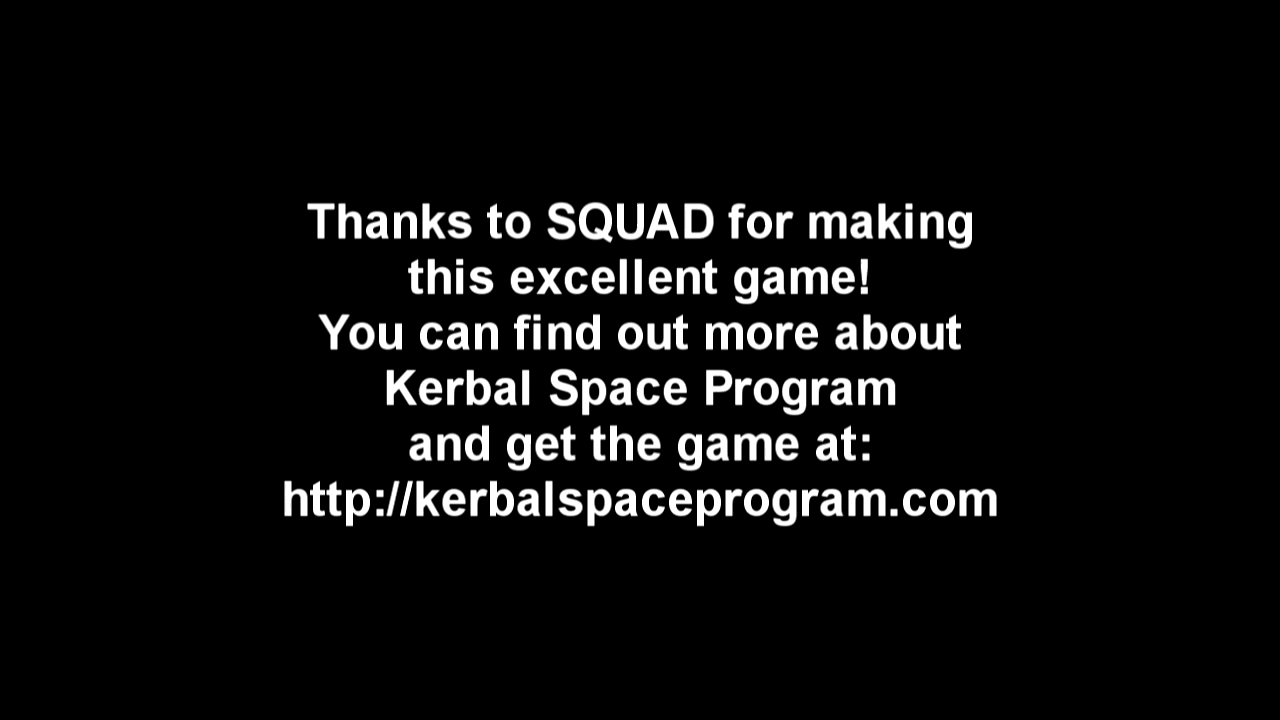 Thanks to SQUAD for making
this excellent game!
You can find out more about
Kerbal Space Program
and get the game at:
http://kerbalspaceprogram.com